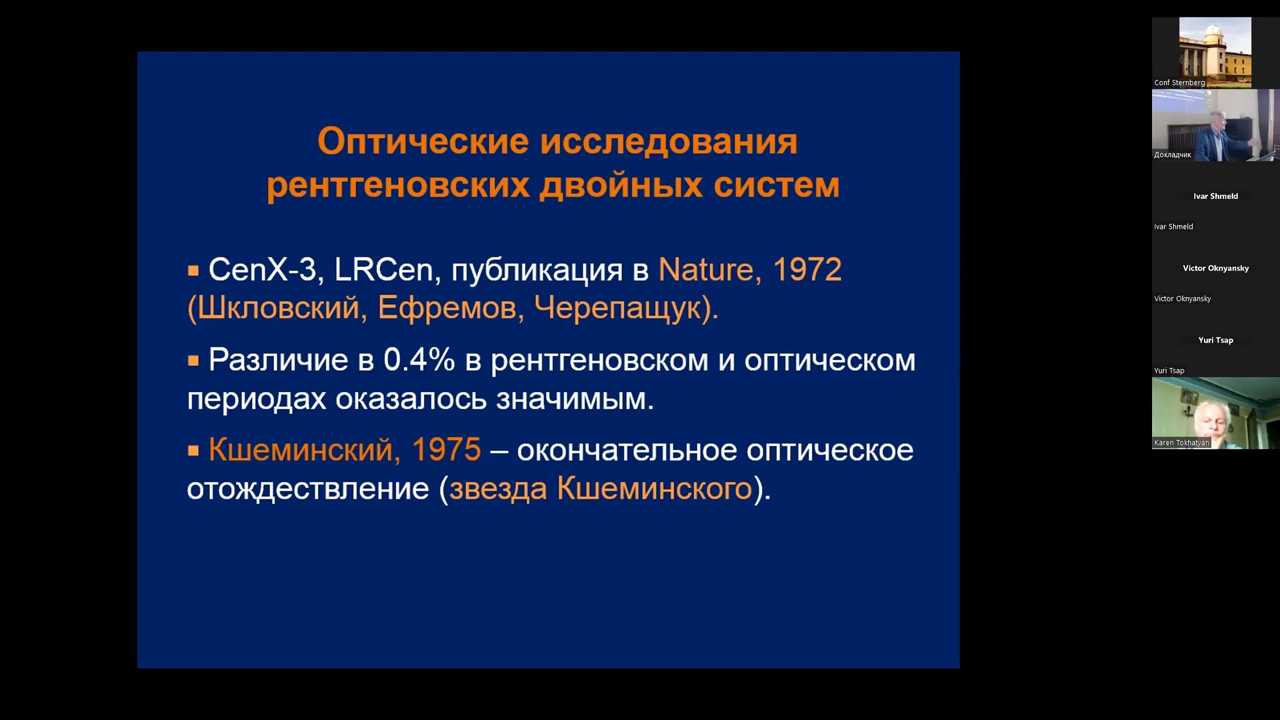 Оптические исследования
рентгеновских двойных систем
▪ CenX-3, LRCen, публикация в Nature, 1972
(Шкловский, Ефремов, Черепащук).
▪ Различие в 0.4% в рентгеновском и оптическом
периодах оказалось значимым.
▪ Кшеминский, 1975 – окончательное оптическое
отождествление (звезда Кшеминского).
Conf Sternberg
Докладчик
Ivar Shmeld
Ivar Shmeld
Victor Oknyansky
Victor Oknyansky
Yuri Tsap
Yuri Tsap
Karen Tokhatyan